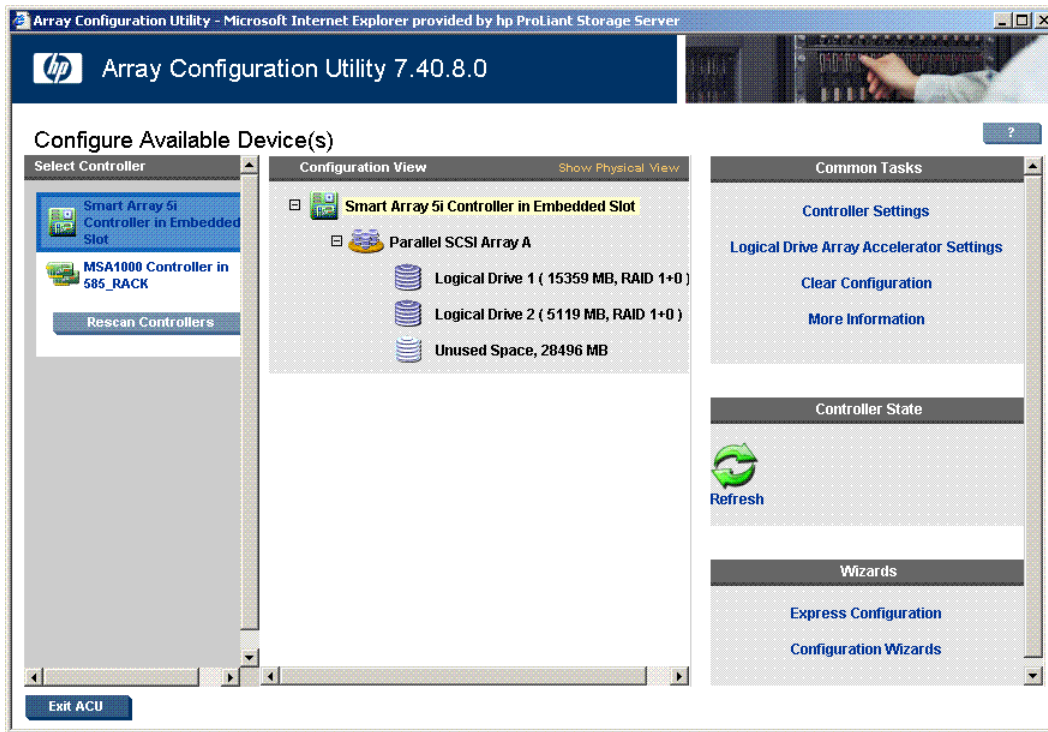 Array Configuration Utility - Microsoft Internet Explorer provided by hp ProLiant Storage Server
hp
Array Configuration Utility 7.40.8.0
Configure Available Device(s)
?
Select Controller
Smart Array 5i
Controller in Embedded
Slot
MSA1000 Controller in
585_RACK
Rescan Controllers
Configuration View
Show Physical View
Smart Array 5i Controller in Embedded Slot
Parallel SCSI Array A
Logical Drive 1 ( 15359 MB, RAID 1+0 )
Logical Drive 2 ( 5119 MB, RAID 1+0 )
Unused Space, 28496 MB
Common Tasks
Controller Settings
Logical Drive Array Accelerator Settings
Clear Configuration
More Information
Controller State
Refresh
Wizards
Express Configuration
Configuration Wizards
Exit ACU